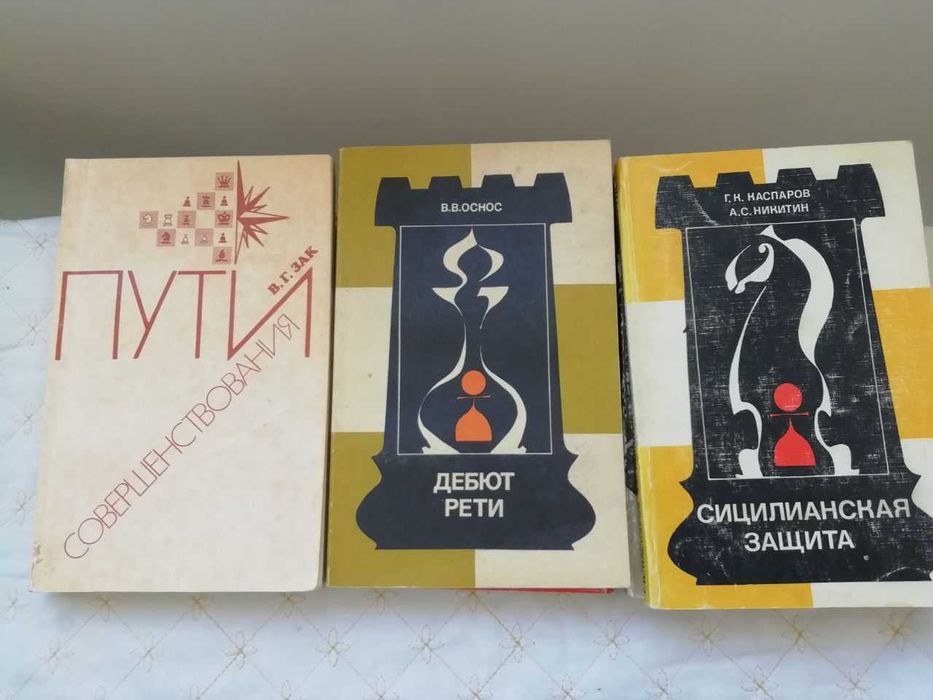 ПУТИ
В. Г. ЗАК
СОВЕРШЕНСТВОВАНИЯ
В.В.ОСНОС
ДЕБЮТ
РЕТИ
Г.К. КАСПАРОВ
А.С. НИКИТИН
СИЦИЛИАНСКАЯ
ЗАЩИТА